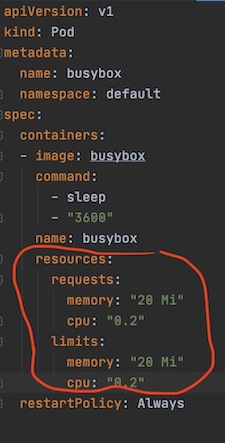 apiVersion: v1
kind: Pod
metadata:
  name: busybox
  namespace: default
spec:
  containers:
  - image: busybox
    command:
      - sleep
      - "3600"
    name: busybox
    resources:
      requests:
        memory: "20 Mi"
        cpu: "0.2"
      limits:
        memory: "20 Mi"
        cpu: "0.2"
  restartPolicy: Always